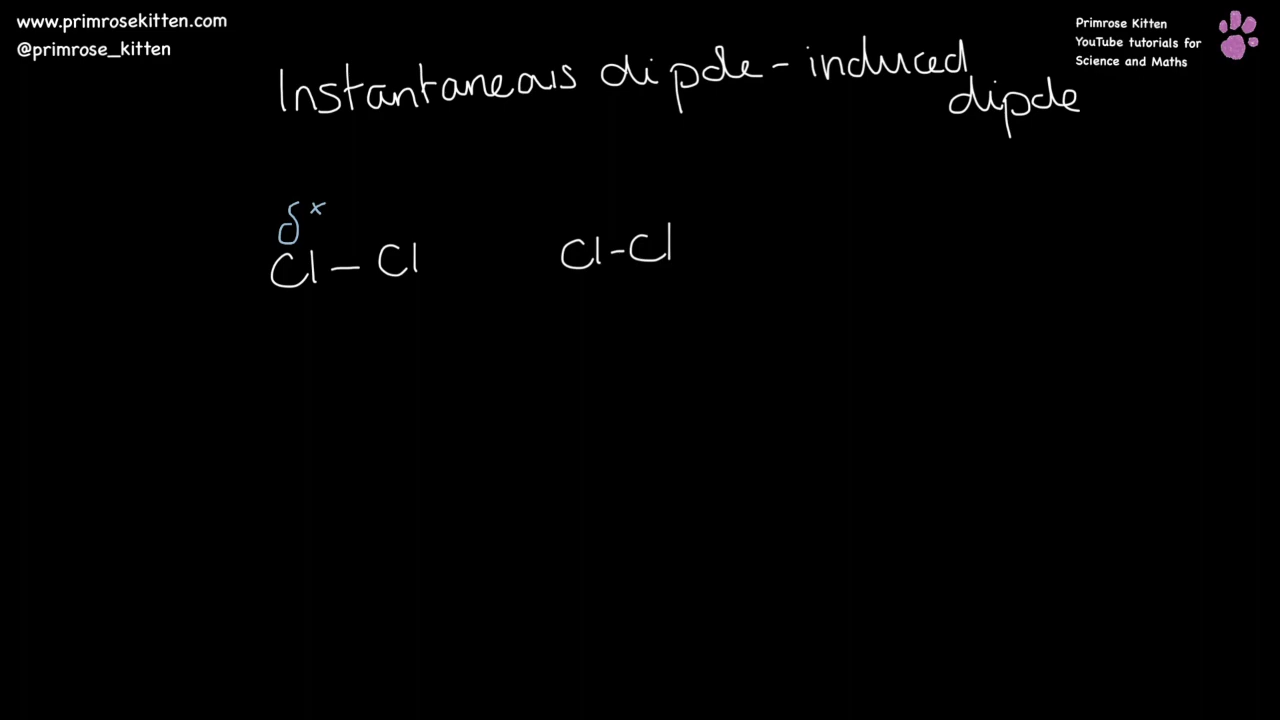 www.primrosekitten.com
@primrose_kitten
Primrose Kitten
YouTube tutorials for
Science and Maths
Instantaneous dipole - induced
dipole
δ+
Cl - Cl Cl-Cl